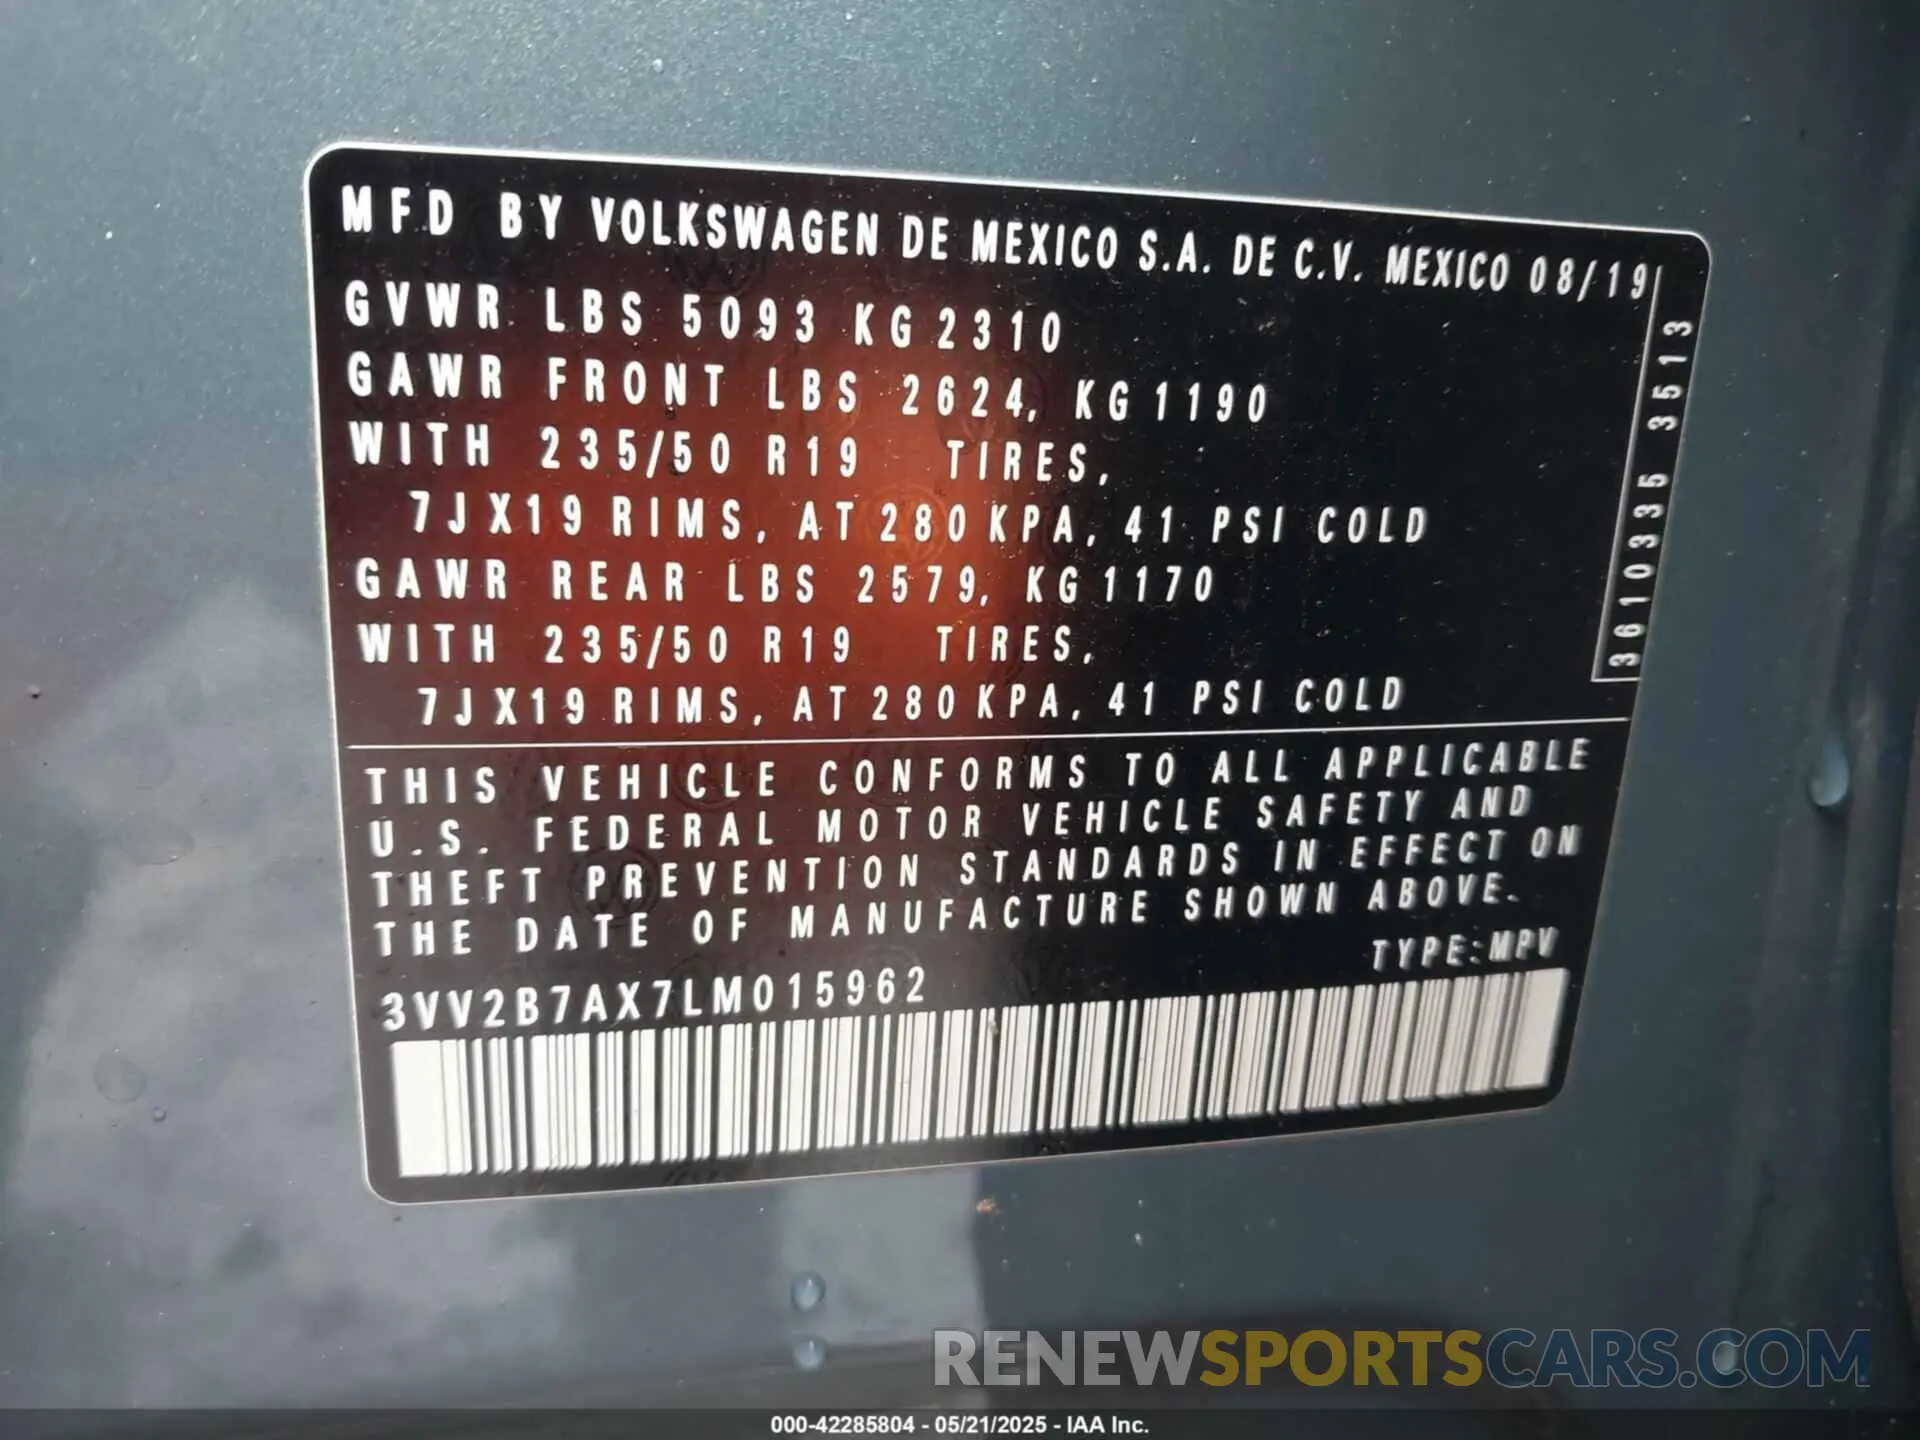 MFD BY VOLKSWAGEN DE MEXICO S.A. DE C.V. MEXICO 08/19
GVWR LBS 5093 KG 2310
GAWR FRONT LBS 2624, KG 1190
WITH 235/50 R19 TIRES,
7JX19 RIMS, AT 280 KPA, 41 PSI COLD
GAWR REAR LBS 2579, KG 1170
WITH 235/50 R19 TIRES,
7JX19 RIMS, AT 280 KPA, 41 PSI COLD
3610335 3513
THIS VEHICLE CONFORMS TO ALL APPLICABLE
U.S. FEDERAL MOTOR VEHICLE SAFETY AND
THEFT PREVENTION STANDARDS IN EFFECT ON
THE DATE OF MANUFACTURE SHOWN ABOVE.
TYPE:MPV
3VV2B7AX7LM015962
RENEWSPORTSCARS.COM
000-42285804 - 05/21/2025 - IAA Inc.